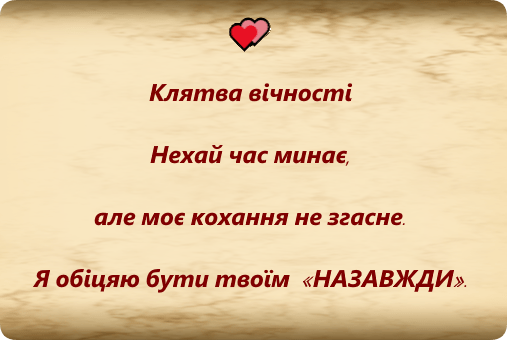 Клятва вічності
Нехай час минає,
але моє кохання не згасне.
Я обіцяю бути твоїм «НАЗАВЖДИ».